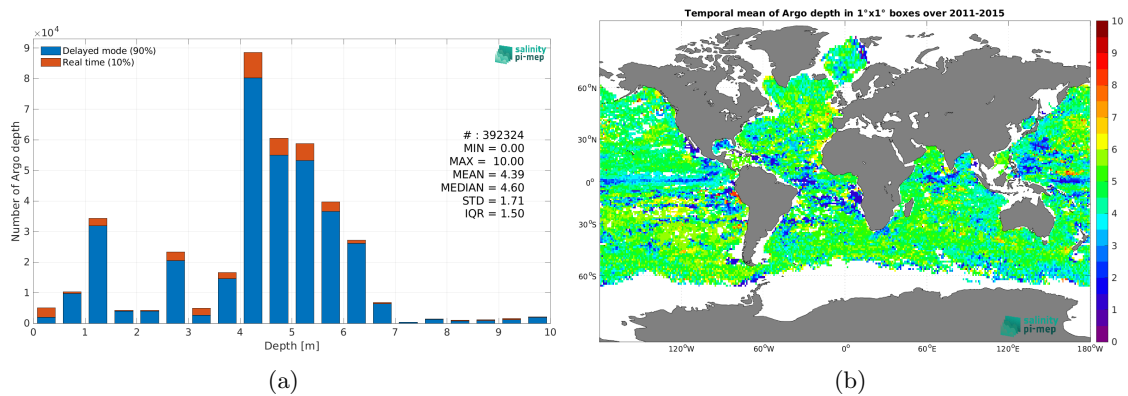 ×10⁴
9
8
7
6
5
4
3
2
1
0
Number of Argo depth
Delayed mode (90%)
Real time (10%)
salinity
pi-mep
# : 392324
MIN = 0.00
MAX = 10.00
MEAN = 4.39
MEDIAN = 4.60
STD = 1.71
IQR = 1.50
0 1 2 3 4 5 6 7 8 9 10
Depth [m]
(a)
Temporal mean of Argo depth in 1°x1° boxes over 2011-2015
60°N
30°N
0°
30°S
60°S
120°W 60°W 0° 60°E 120°E 180°W
salinity
pi-mep
10
9
8
7
6
5
4
3
2
1
0
(b)